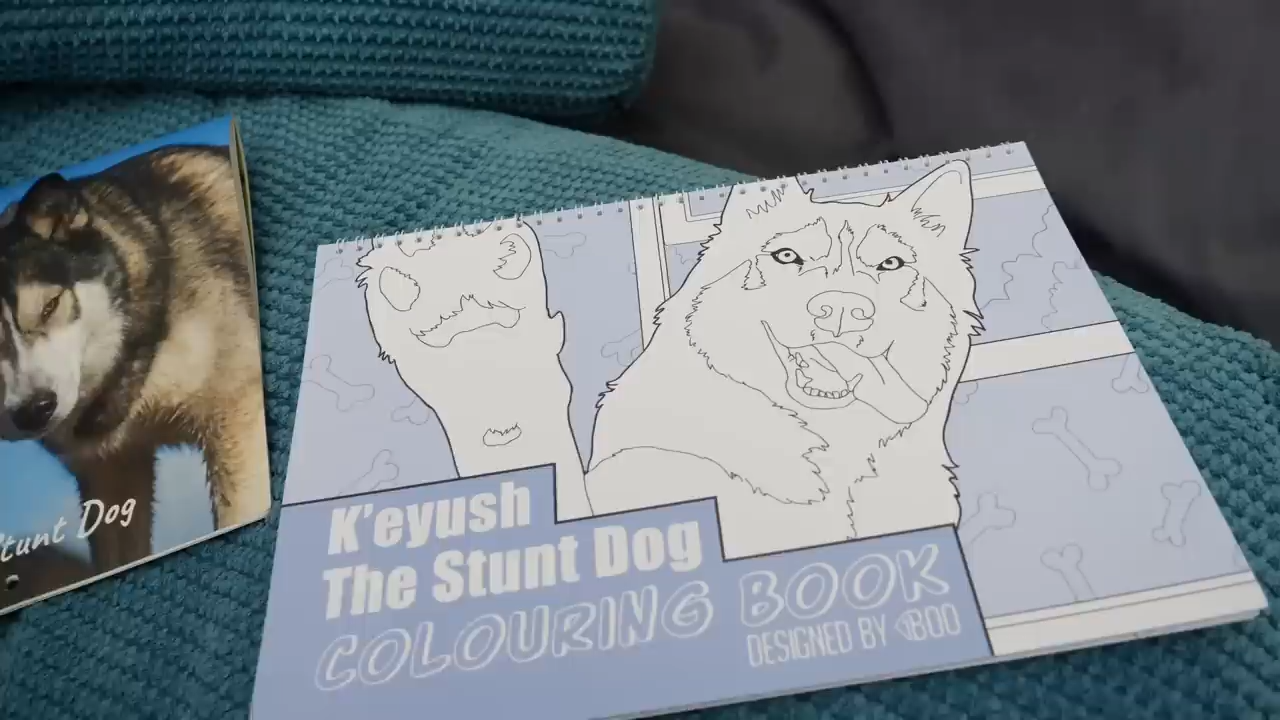 tunt Dog
K'eyush
The Stunt Dog
COLOURING BOOK
DESIGNED BY